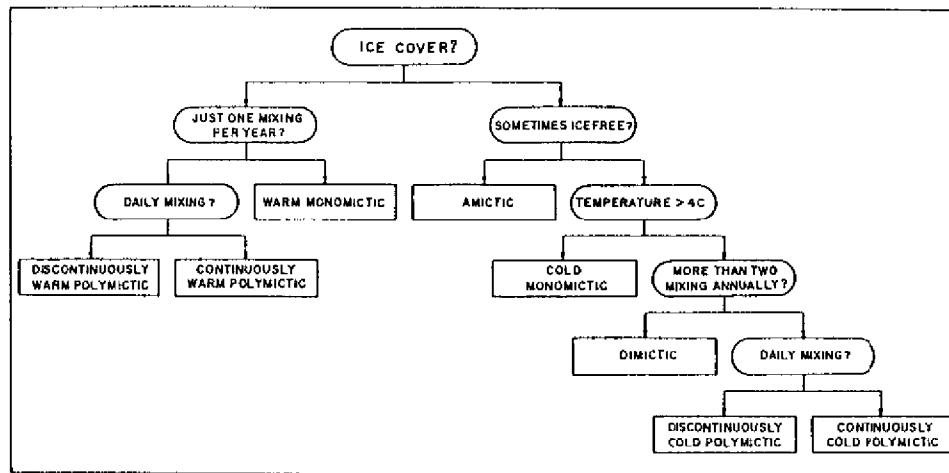 ICE COVER?
JUST ONE MIXING
PER YEAR?
SOMETIMES ICEFREE?
DAILY MIXING?
WARM MONOMICTIC
AMICTIC
TEMPERATURE > 4C
DISCONTINUOUSLY
WARM POLYMICTIC
CONTINUOUSLY
WARM POLYMICTIC
COLD
MONOMICTIC
MORE THAN TWO
MIXING ANNUALLY?
DIMICTIC
DAILY MIXING?
DISCONTINUOUSLY
COLD POLYMICTIC
CONTINUOUSLY
COLD POLYMICTIC